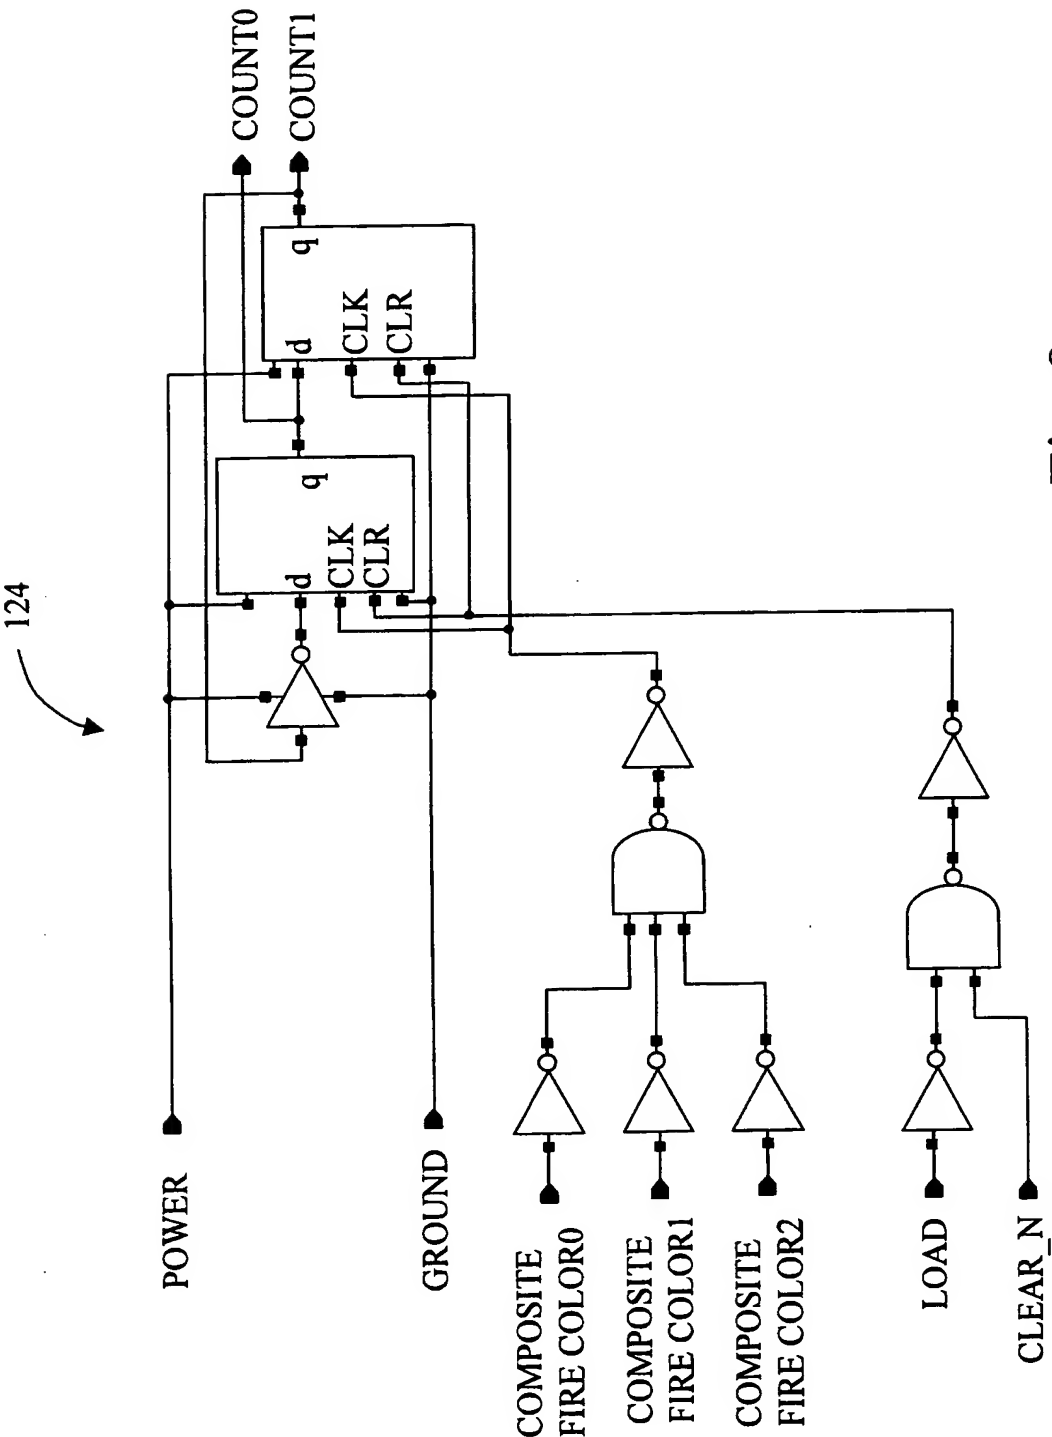 124
COUNT0
COUNT1
q
d
CLK
CLR
q
d
CLK
CLR
POWER
GROUND
COMPOSITE
FIRE COLOR0
COMPOSITE
FIRE COLOR1
COMPOSITE
FIRE COLOR2
LOAD
CLEAR_N